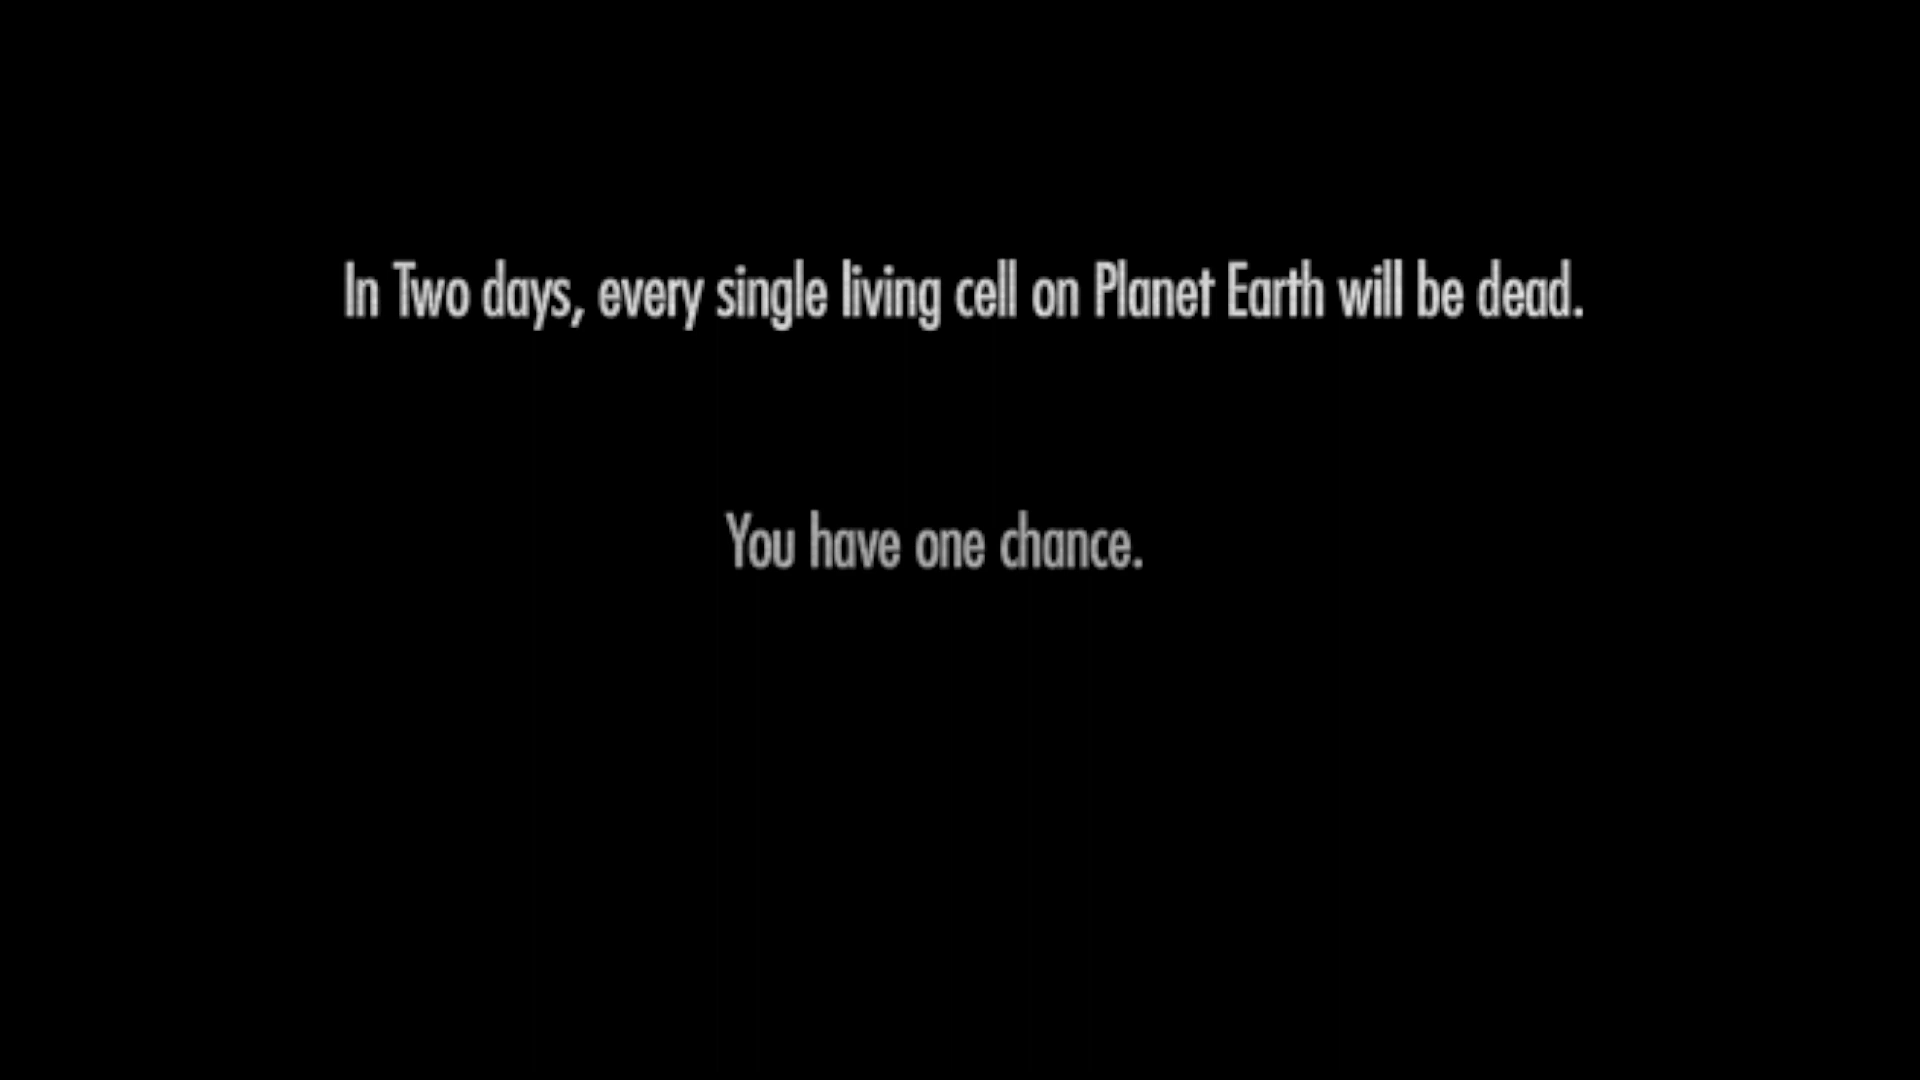 In Two days, every single living cell on Planet Earth will be dead.
You have one chance.